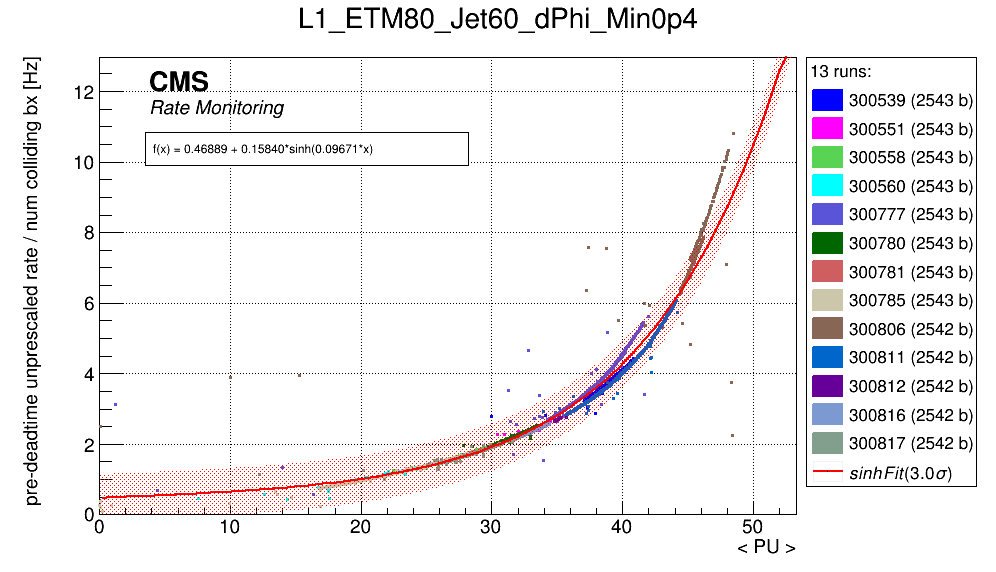 L1_ETM80_Jet60_dPhi_Min0p4
pre-deadtime unprescaled rate / num colliding bx [Hz]
CMS
Rate Monitoring
f(x) = 0.46889 + 0.15840*sinh(0.09671*x)
12
10
8
6
4
2
0
0 10 20 30 40 50
< PU >
13 runs:
300539 (2543 b)
300551 (2543 b)
300558 (2543 b)
300560 (2543 b)
300777 (2543 b)
300780 (2543 b)
300781 (2543 b)
300785 (2543 b)
300806 (2542 b)
300811 (2542 b)
300812 (2542 b)
300816 (2542 b)
300817 (2542 b)
sinhFit(3.0σ)